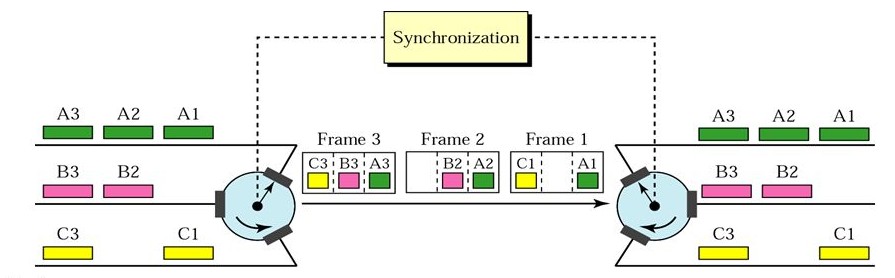 Synchronization
A3 A2 A1
A3 A2 A1
Frame 3 Frame 2 Frame 1
C3 B3 A3 B2 A2 C1 A1
B3 B2
B3 B2
C3 C1
C3 C1